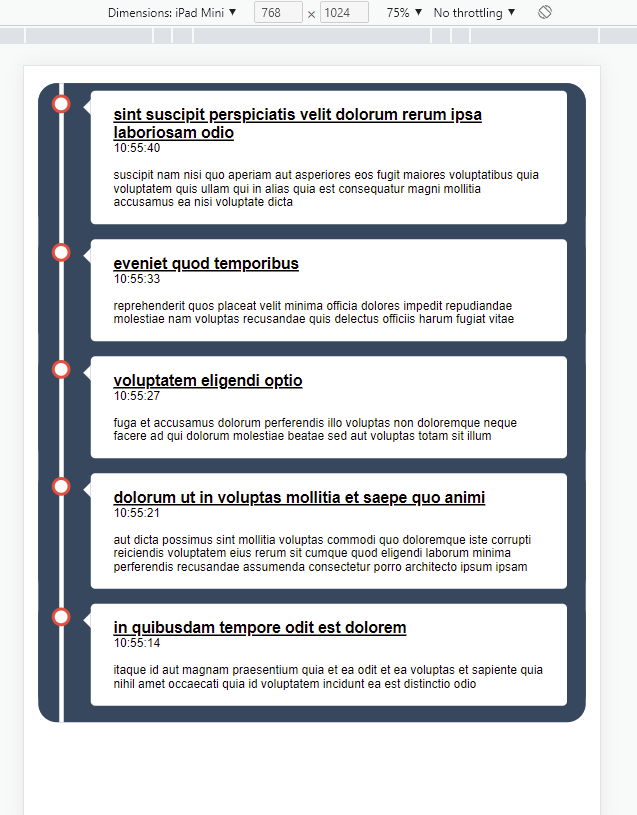 Dimensions: iPad Mini ▼ 768 × 1024 75% ▼ No throttling ▼
sint suscipit perspiciatis velit dolorum rerum ipsa
laboriosam odio
10:55:40
suscipit nam nisi quo aperiam aut asperiores eos fugit maiores voluptatibus quia
voluptatem quis ullam qui in alias quia est consequatur magni mollitia
accusamus ea nisi voluptate dicta
eveniet quod temporibus
10:55:33
reprehenderit quos placeat velit minima officia dolores impedit repudiandae
molestiae nam voluptas recusandae quis delectus officiis harum fugiat vitae
voluptatem eligendi optio
10:55:27
fuga et accusamus dolorum perferendis illo voluptas non doloremque neque
facere ad qui dolorum molestiae beatae sed aut voluptas totam sit illum
dolorum ut in voluptas mollitia et saepe quo animi
10:55:21
aut dicta possimus sint mollitia voluptas commodi quo doloremque iste corrupti
reiciendis voluptatem eius rerum sit cumque quod eligendi laborum minima
perferendis recusandae assumenda consectetur porro architecto ipsum ipsam
in quibusdam tempore odit est dolorem
10:55:14
itaque id aut magnam praesentium quia et ea odit et ea voluptas et sapiente quia
nihil amet occaecati quia id voluptatem incidunt ea est distinctio odio